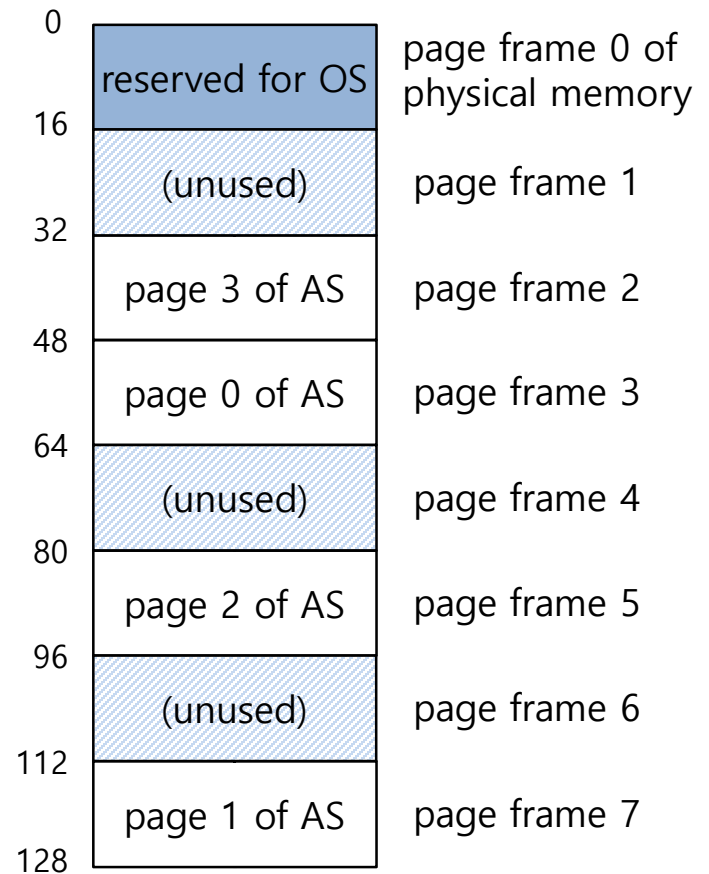 0
reserved for OS
page frame 0 of
physical memory
16
(unused)
page frame 1
32
page 3 of AS
page frame 2
48
page 0 of AS
page frame 3
64
(unused)
page frame 4
80
page 2 of AS
page frame 5
96
(unused)
page frame 6
112
page 1 of AS
page frame 7
128